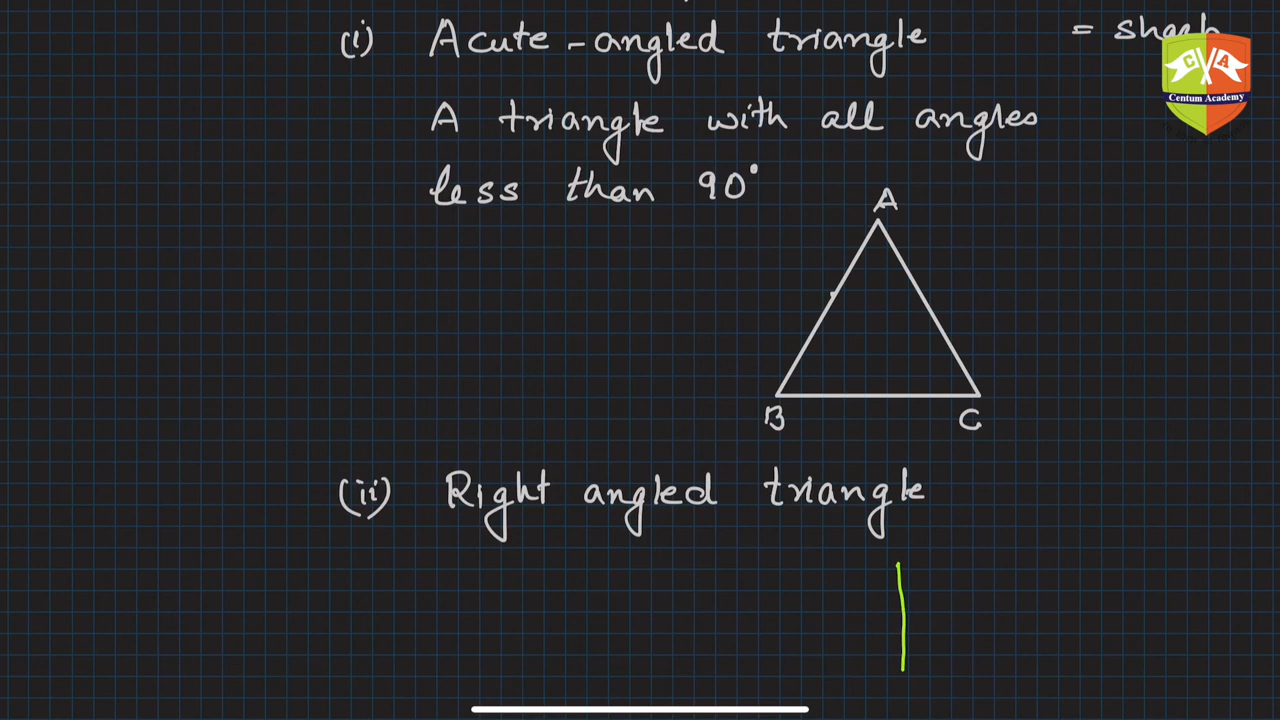 (i) Acute-angled triangle =
A triangle with all angles
less than 90°
A
B C
(ii) Right angled triangle
C A
Centum Academy